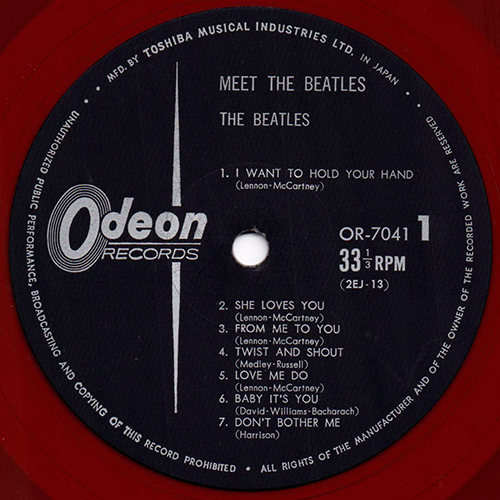 MFD. BY TOSHIBA MUSICAL INDUSTRIES LTD. IN JAPAN
MEET THE BEATLES
THE BEATLES
1. I WANT TO HOLD YOUR HAND
(Lennon-McCartney)
Odeon
RECORDS
OR-7041 1
33 1/3 RPM
(2EJ-13)
2. SHE LOVES YOU
(Lennon-McCartney)
3. FROM ME TO YOU
(Lennon-McCartney)
4. TWIST AND SHOUT
(Medley-Russell)
5. LOVE ME DO
(Lennon-McCartney)
6. BABY IT'S YOU
(David-Williams-Bacharach)
7. DON'T BOTHER ME
(Harrison)
UNAUTHORIZED PUBLIC PERFORMANCE, BROADCASTING AND COPYING OF THIS RECORD PROHIBITED • ALL RIGHTS OF THE MANUFACTURER AND OF THE OWNER OF THE RECORDED WORK ARE RESERVED